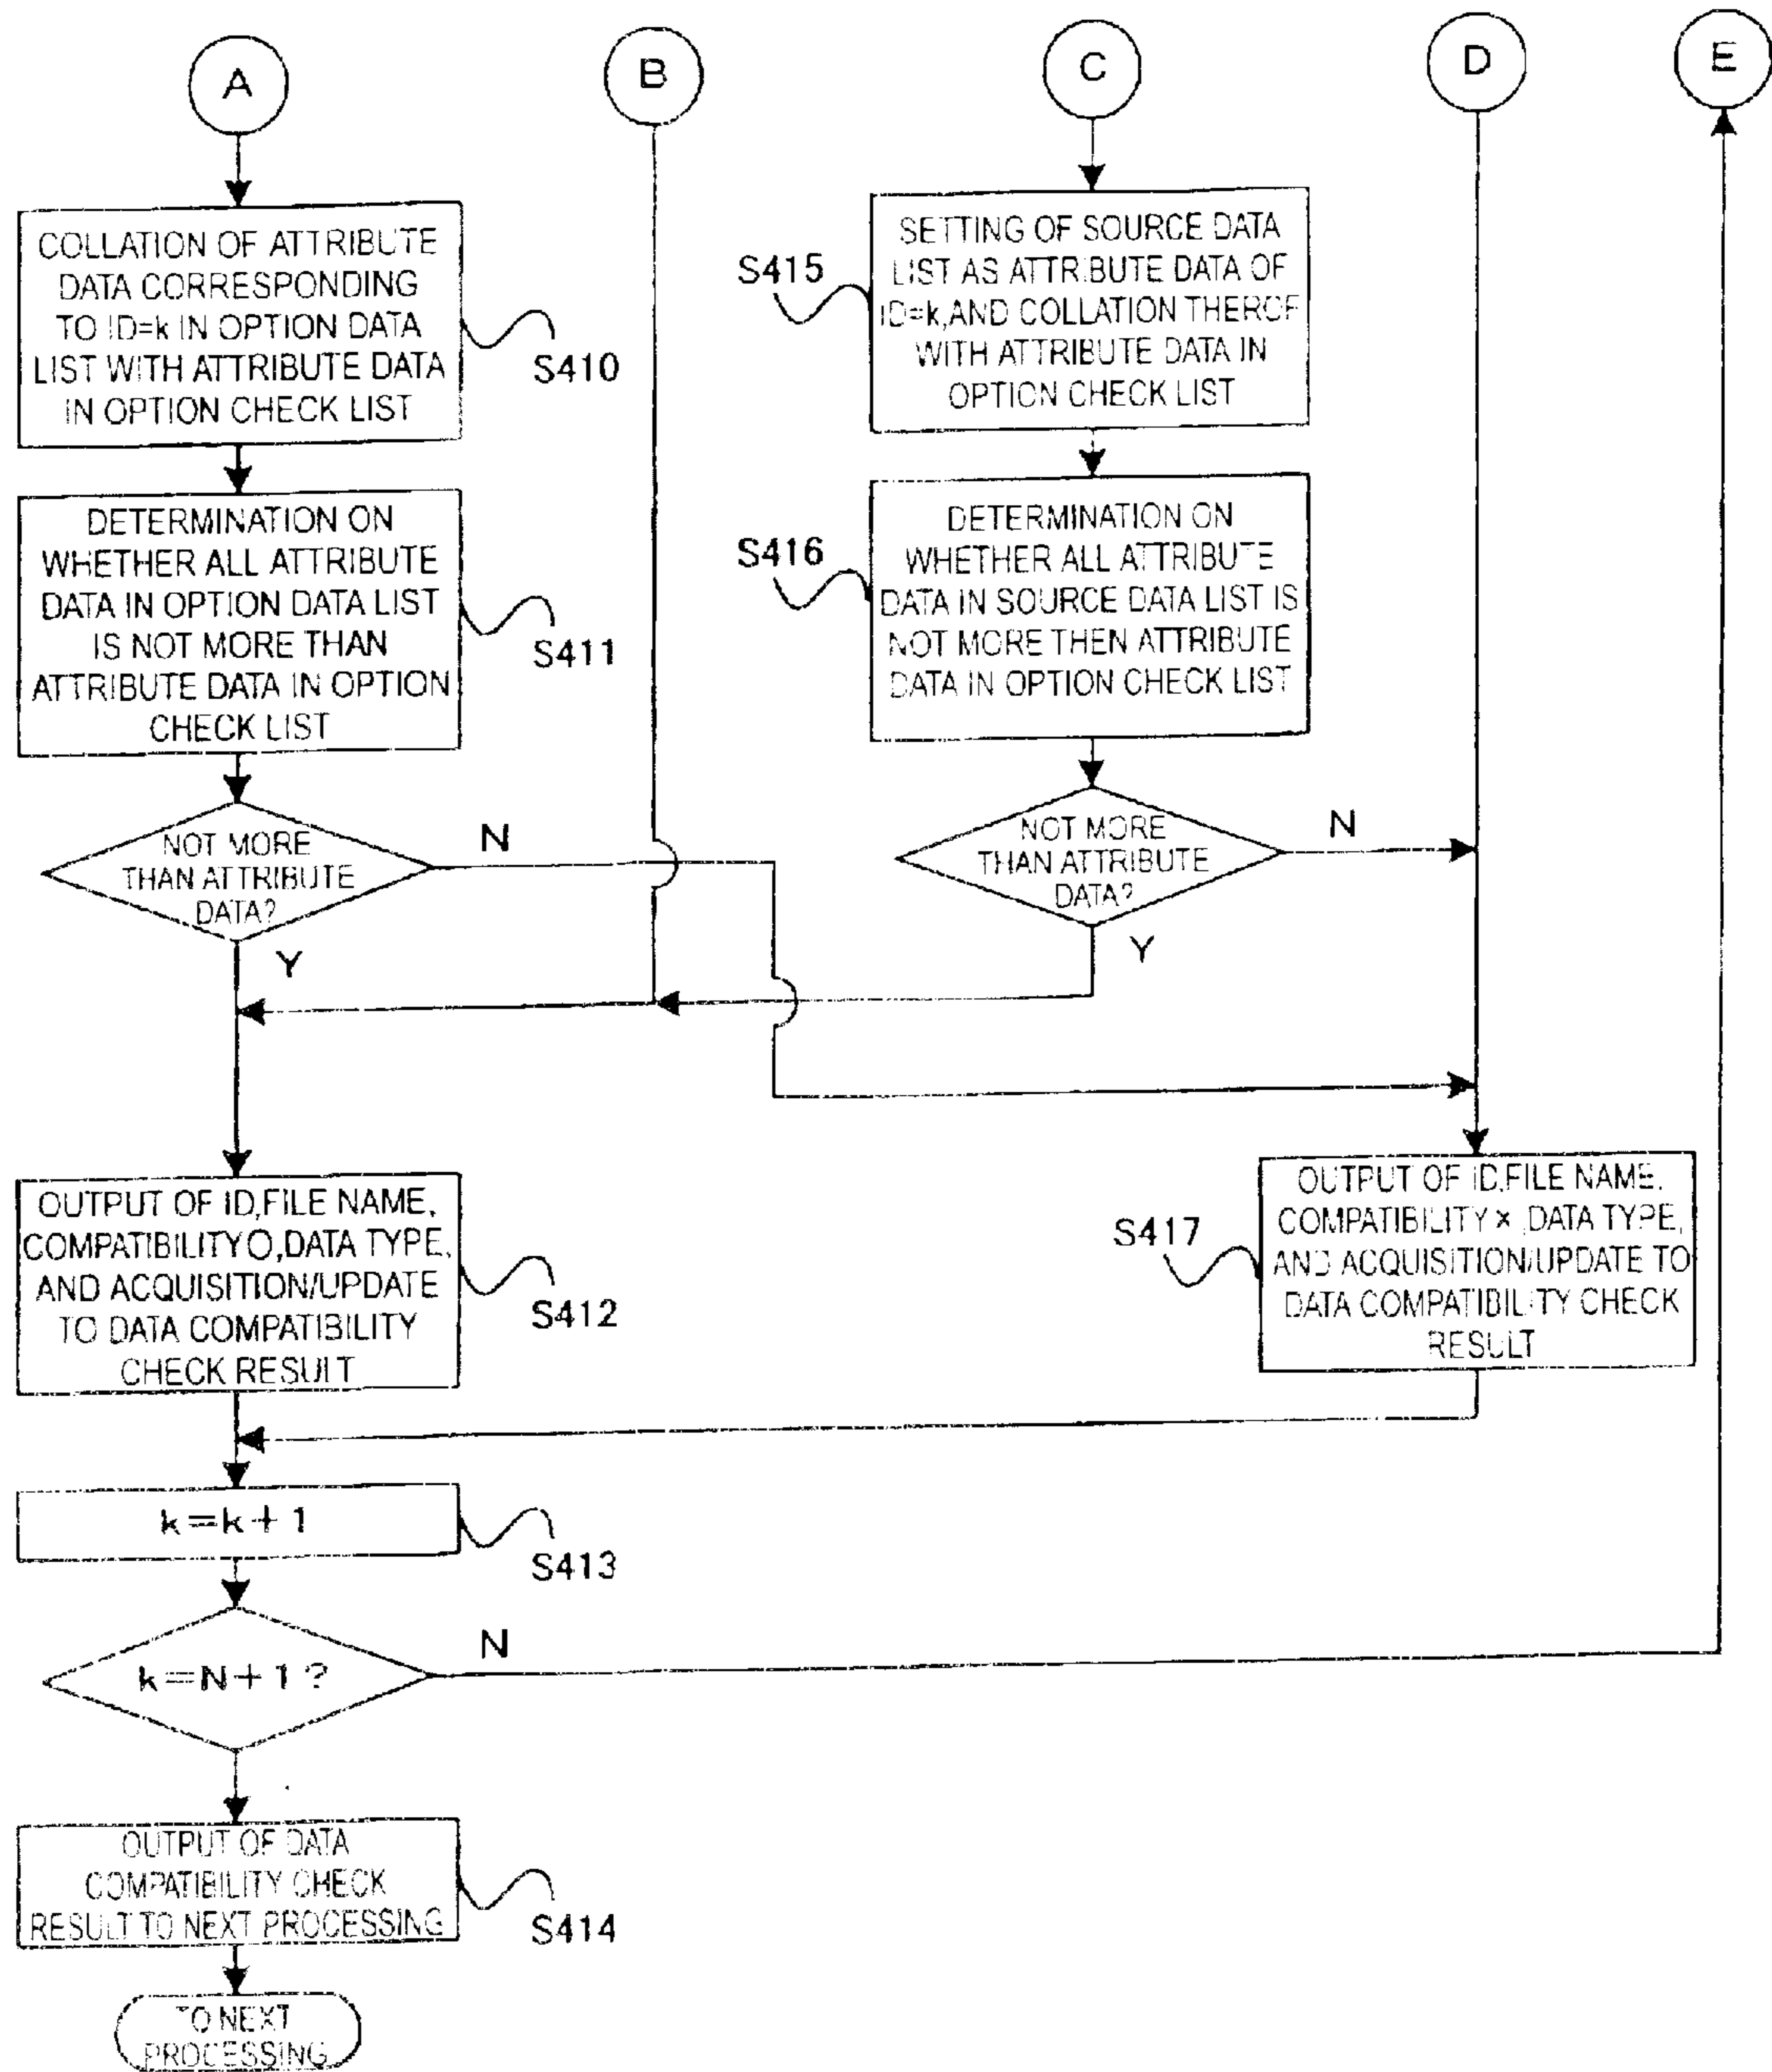 A
B
C
D
E
COLLATION OF ATTRIBUTE
DATA CORRESPONDING
TO ID=k IN OPTION DATA
LIST WITH ATTRIBUTE DATA
IN OPTION CHECK LIST
S410
SETTING OF SOURCE DATA
LIST AS ATTRIBUTE DATA OF
ID=k,AND COLLATION THEROF
WITH ATTRIBUTE DATA IN
OPTION CHECK LIST
S415
DETERMINATION ON
WHETHER ALL ATTRIBUTE
DATA IN OPTION DATA LIST
IS NOT MORE THAN
ATTRIBUTE DATA IN OPTION
CHECK LIST
S411
DETERMINATION ON
WHETHER ALL ATTRIBUTE
DATA IN SOURCE DATA LIST IS
NOT MORE THEN ATTRIBUTE
DATA IN OPTION CHECK LIST
S416
NOT MORE
THAN ATTRIBUTE
DATA?
N
Y
NOT MORE
THAN ATTRIBUTE
DATA?
N
Y
OUTPUT OF ID,FILE NAME,
COMPATIBILITY○,DATA TYPE,
AND ACQUISITION/UPDATE
TO DATA COMPATIBILITY
CHECK RESULT
S412
OUTPUT OF ID,FILE NAME,
COMPATIBILITY×,DATA TYPE,
AND ACQUISITION/UPDATE TO
DATA COMPATIBILITY CHECK
RESULT
S417
k=k+1
S413
k=N+1?
N
OUTPUT OF DATA
COMPATIBILITY CHECK
RESULT TO NEXT PROCESSING
S414
TO NEXT
PROCESSING